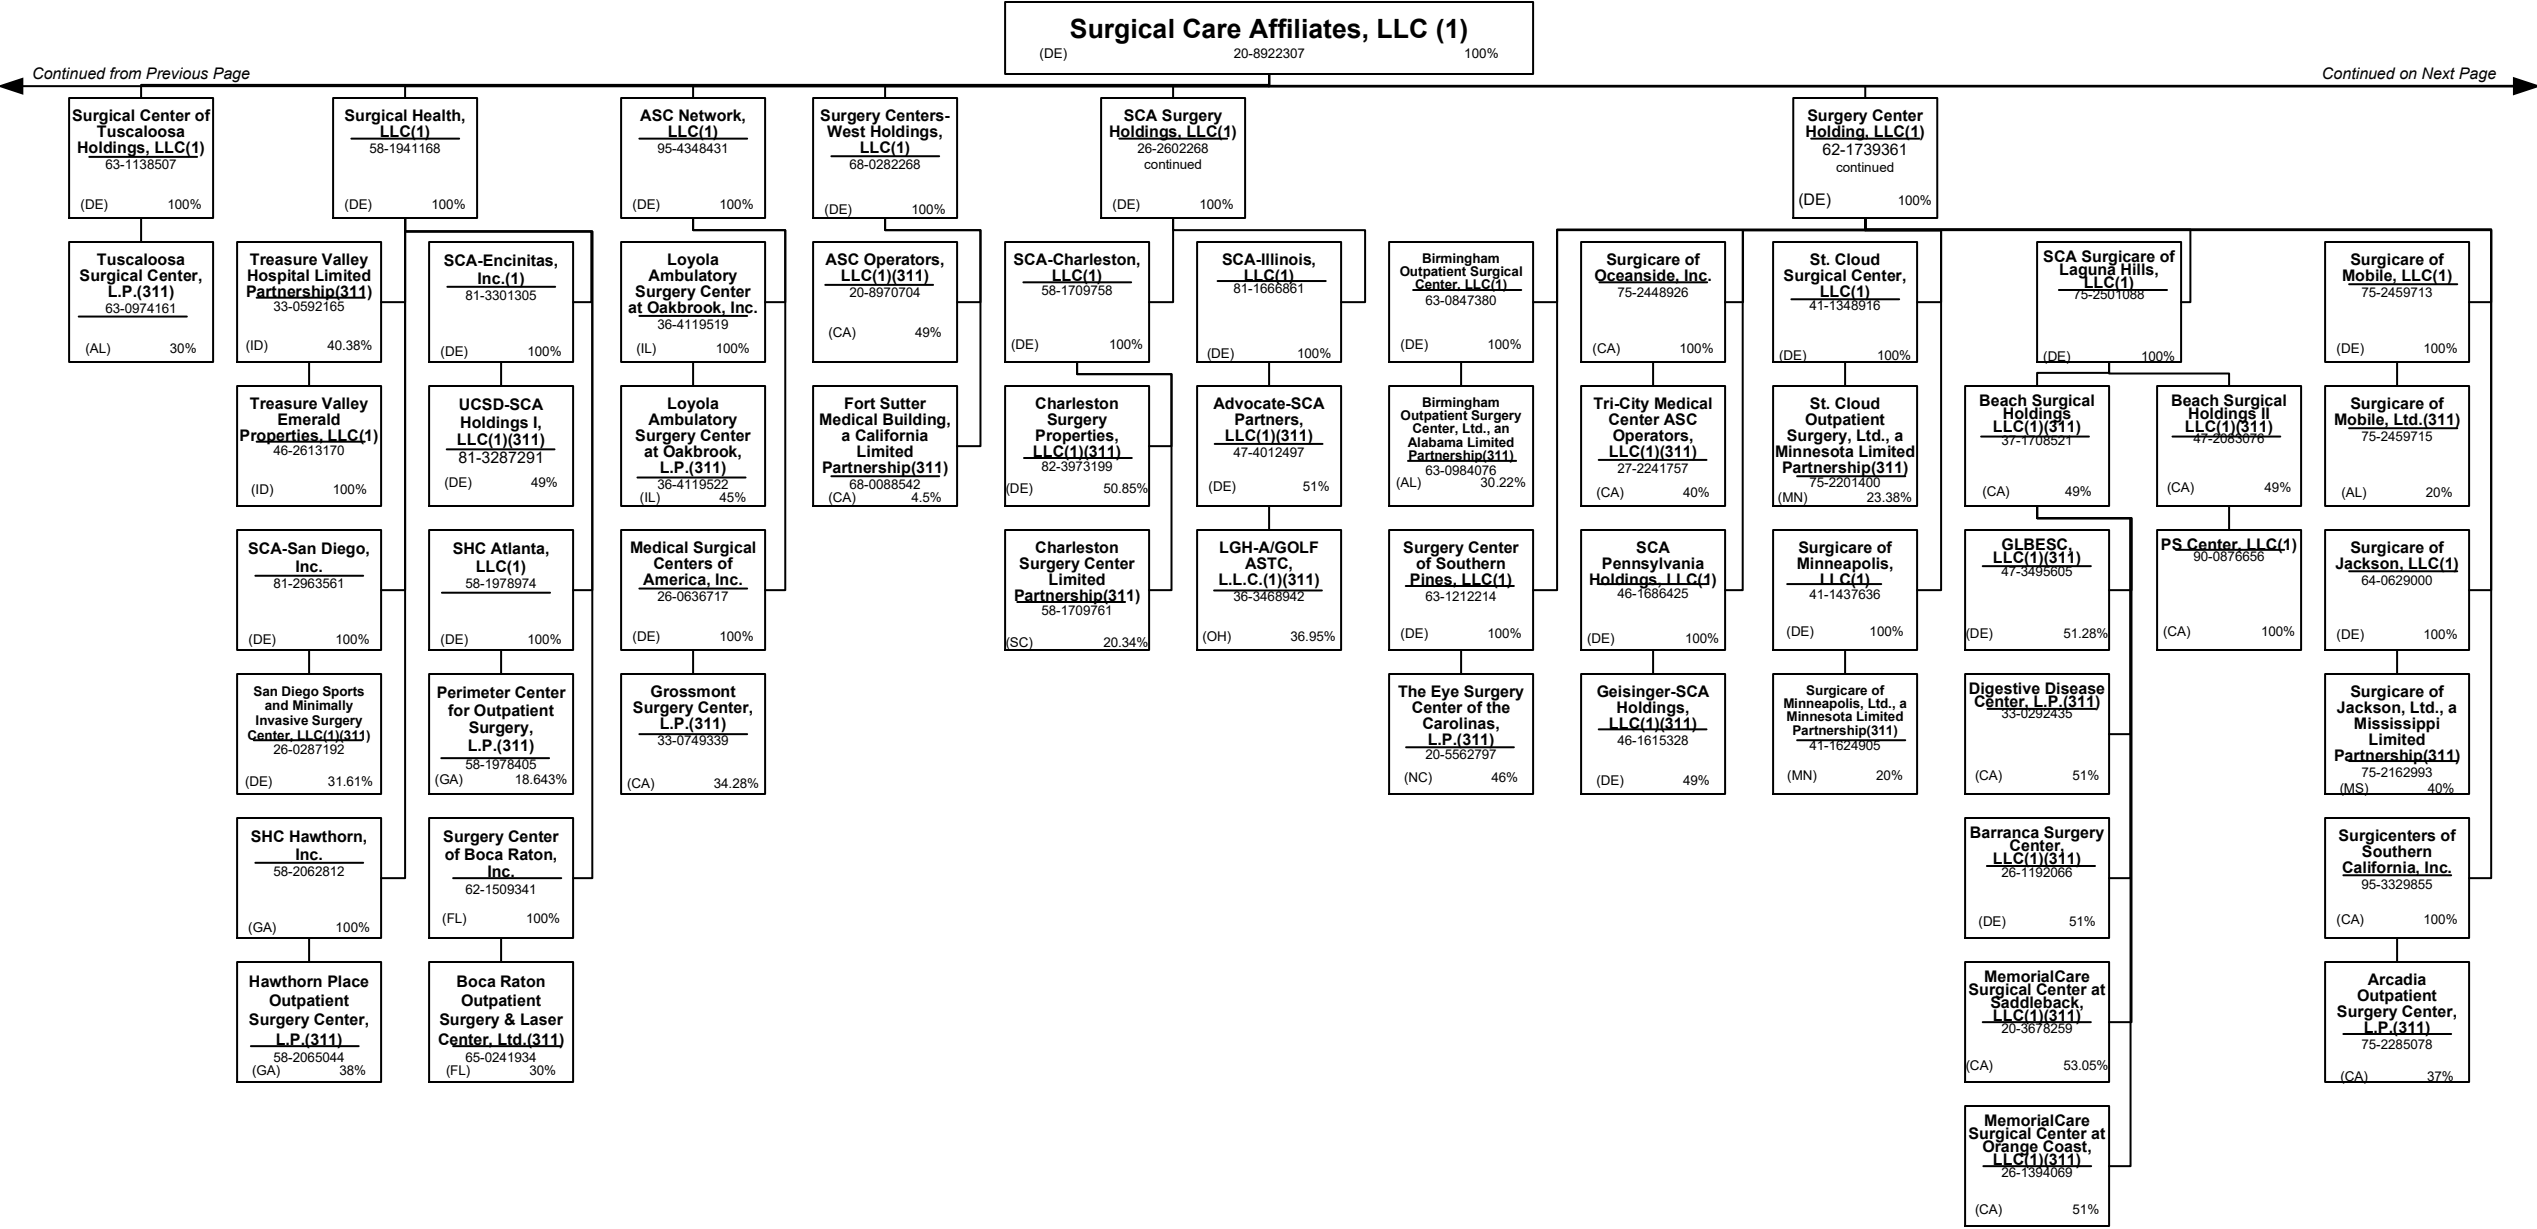 Surgical Care Affiliates, LLC (1)
(DE) 20-8922307 100%
Continued from Previous Page
Continued on Next Page
Surgical Center of
Tuscaloosa
Holdings, LLC(1)
63-1138507
(DE) 100%
Surgical Health,
LLC(1)
58-1941168
(DE) 100%
ASC Network,
LLC(1)
95-4348431
(DE) 100%
Surgery Centers-
West Holdings,
LLC(1)
68-0282268
(DE) 100%
SCA Surgery
Holdings, LLC(1)
26-2602268
continued
(DE) 100%
Surgery Center
Holding, LLC(1)
62-1739361
continued
(DE) 100%
Tuscaloosa
Surgical Center,
L.P.(311)
63-0974161
(AL) 30%
Treasure Valley
Hospital Limited
Partnership(311)
33-0592165
(ID) 40.38%
SCA-Encinitas,
Inc.(1)
81-3301305
(DE) 100%
Loyola
Ambulatory
Surgery Center
at Oakbrook, Inc.
36-4119519
(IL) 100%
ASC Operators,
LLC(1)(311)
20-8970704
(CA) 49%
SCA-Charleston,
LLC(1)
58-1709758
(DE) 100%
SCA-Illinois,
LLC(1)
81-1666861
(DE) 100%
Birmingham
Outpatient Surgical
Center, LLC(1)
63-0847380
(DE) 100%
Surgicare of
Oceanside, Inc.
75-2448926
(CA) 100%
St. Cloud
Surgical Center,
LLC(1)
41-1348916
(DE) 100%
SCA Surgicare of
Laguna Hills,
LLC(1)
75-2501088
(DE) 100%
Surgicare of
Mobile, LLC(1)
75-2459713
(DE) 100%
Treasure Valley
Emerald
Properties, LLC(1)
46-2613170
(ID) 100%
UCSD-SCA
Holdings I,
LLC(1)(311)
81-3287291
(DE) 49%
Loyola
Ambulatory
Surgery Center
at Oakbrook,
L.P.(311)
36-4119522
(IL) 45%
Fort Sutter
Medical Building,
a California
Limited
Partnership(311)
68-0088542
(CA) 4.5%
Charleston
Surgery
Properties,
LLC(1)(311)
82-3973199
(DE) 50.85%
Advocate-SCA
Partners,
LLC(1)(311)
47-4012497
(DE) 51%
Birmingham
Outpatient Surgery
Center, Ltd., an
Alabama Limited
Partnership(311)
63-0984076
(AL) 30.22%
Tri-City Medical
Center ASC
Operators,
LLC(1)(311)
27-2241757
(CA) 40%
St. Cloud
Outpatient
Surgery, Ltd., a
Minnesota Limited
Partnership(311)
75-2201400
(MN) 23.38%
Beach Surgical
Holdings
LLC(1)(311)
37-1708521
(CA) 49%
Beach Surgical
Holdings II
LLC(1)(311)
47-2083076
(CA) 49%
Surgicare of
Mobile, Ltd.(311)
75-2459715
(AL) 20%
SCA-San Diego,
Inc.
81-2963561
(DE) 100%
SHC Atlanta,
LLC(1)
58-1978974
(DE) 100%
Medical Surgical
Centers of
America, Inc.
26-0636717
(DE) 100%
Charleston
Surgery Center
Limited
Partnership(311)
58-1709761
(SC) 20.34%
LGH-A/GOLF
ASTC,
L.L.C.(1)(311)
36-3468942
(OH) 36.95%
Surgery Center
of Southern
Pines, LLC(1)
63-1212214
(DE) 100%
SCA
Pennsylvania
Holdings, LLC(1)
46-1686425
(DE) 100%
Surgicare of
Minneapolis,
LLC(1)
41-1437636
(DE) 100%
GLBESC,
LLC(1)(311)
47-3495605
(DE) 51.28%
PS Center, LLC(1)
90-0876656
(CA) 100%
Surgicare of
Jackson, LLC(1)
64-0629000
(DE) 100%
San Diego Sports
and Minimally
Invasive Surgery
Center, LLC(1)(311)
26-0287192
(DE) 31.61%
Perimeter Center
for Outpatient
Surgery,
L.P.(311)
58-1978405
(GA) 18.643%
Grossmont
Surgery Center,
L.P.(311)
33-0749339
(CA) 34.28%
The Eye Surgery
Center of the
Carolinas,
L.P.(311)
20-5562797
(NC) 46%
Geisinger-SCA
Holdings,
LLC(1)(311)
46-1615328
(DE) 49%
Surgicare of
Minneapolis, Ltd., a
Minnesota Limited
Partnership(311)
41-1624905
(MN) 20%
Digestive Disease
Center, L.P.(311)
33-0292435
(CA) 51%
Surgicare of
Jackson, Ltd., a
Mississippi
Limited
Partnership(311)
75-2162993
(MS) 40%
SHC Hawthorn,
Inc.
58-2062812
(GA) 100%
Surgery Center
of Boca Raton,
Inc.
62-1509341
(FL) 100%
Barranca Surgery
Center,
LLC(1)(311)
26-1192066
(DE) 51%
Surgicenters of
Southern
California, Inc.
95-3329855
(CA) 100%
Hawthorn Place
Outpatient
Surgery Center,
L.P.(311)
58-2065044
(GA) 38%
Boca Raton
Outpatient
Surgery & Laser
Center, Ltd.(311)
65-0241934
(FL) 30%
MemorialCare
Surgical Center at
Saddleback,
LLC(1)(311)
20-3678259
(CA) 53.05%
Arcadia
Outpatient
Surgery Center,
L.P.(311)
75-2285078
(CA) 37%
MemorialCare
Surgical Center at
Orange Coast,
LLC(1)(311)
26-1394069
(CA) 51%